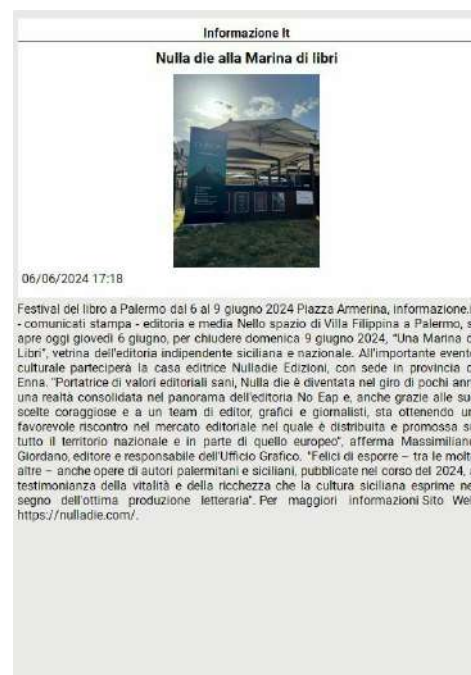 Informazione It
Nulla die alla Marina di libri
06/06/2024 17:18
Festival del libro a Palermo dal 6 al 9 giugno 2024 Piazza Armerina, informazione.i
- comunicati stampa - editoria e media Nello spazio di Villa Filippina a Palermo, s
apre oggi giovedì 6 giugno, per chiudere domenica 9 giugno 2024, "Una Marina d
Libri", vetrina dell'editoria indipendente siciliana e nazionale. All'importante evento
culturale parteciperà la casa editrice Nulladie Edizioni, con sede in provincia d
Enna. "Portatrice di valori editoriali sani, Nulla die è diventata nel giro di pochi ann
una realtà consolidata nel panorama dell'editoria No Eap e, anche grazie alle su
scelte coraggiose e a un team di editor, grafici e giornalisti, sta ottenendo un
favorevole riscontro nel mercato editoriale nel quale è distribuita e promossa su
tutto il territorio nazionale e in parte di quello europeo", afferma Massimiliano
Giordano, editore e responsabile dell'Ufficio Grafico. "Felici di esporre – tra le molte
altre – anche opere di autori palermitani e siciliani, pubblicate nel corso del 2024, a
testimonianza della vitalità e della ricchezza che la cultura siciliana esprime ne
segno dell'ottima produzione letteraria". Per maggiori informazioni Sito Web
https://nulladie.com/.